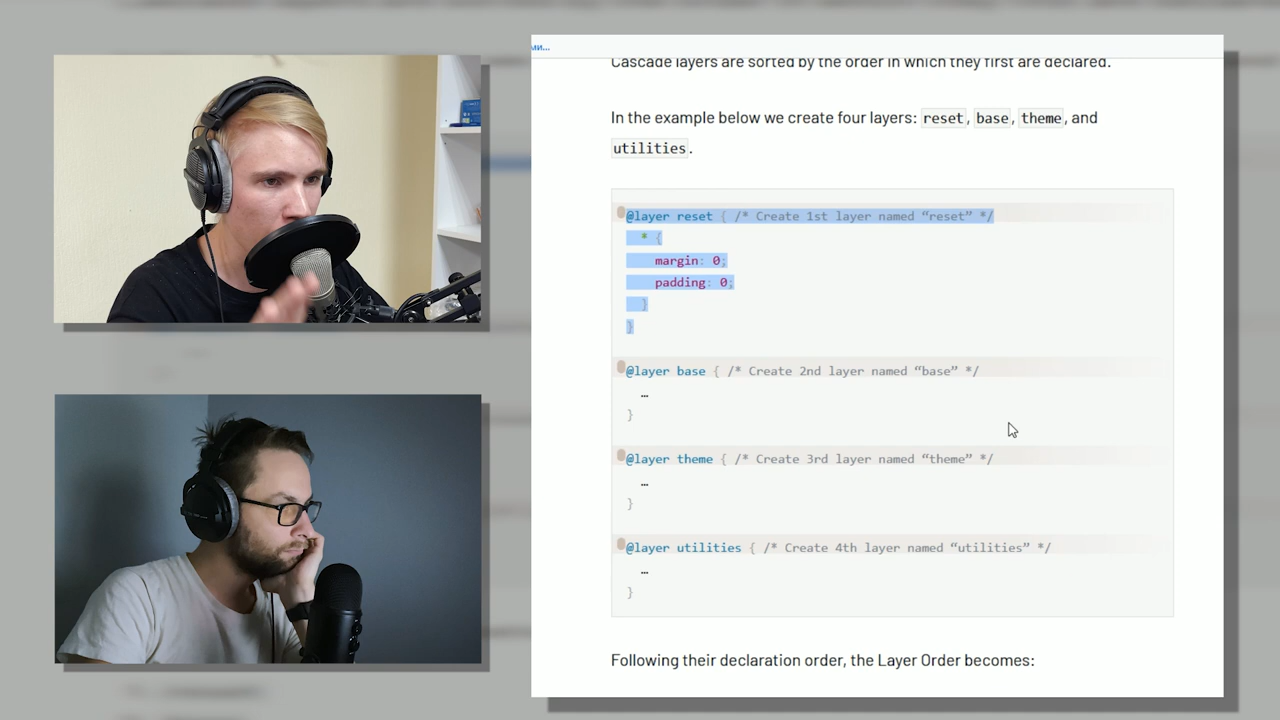 ми...
Cascade layers are sorted by the order in which they first are declared.
In the example below we create four layers: reset, base, theme, and
utilities.
@layer reset { /* Create 1st layer named “reset” */
* {
margin: 0;
padding: 0;
}
}
@layer base { /* Create 2nd layer named “base” */
…
}
@layer theme { /* Create 3rd layer named “theme” */
…
}
@layer utilities { /* Create 4th layer named “utilities” */
…
}
Following their declaration order, the Layer Order becomes: